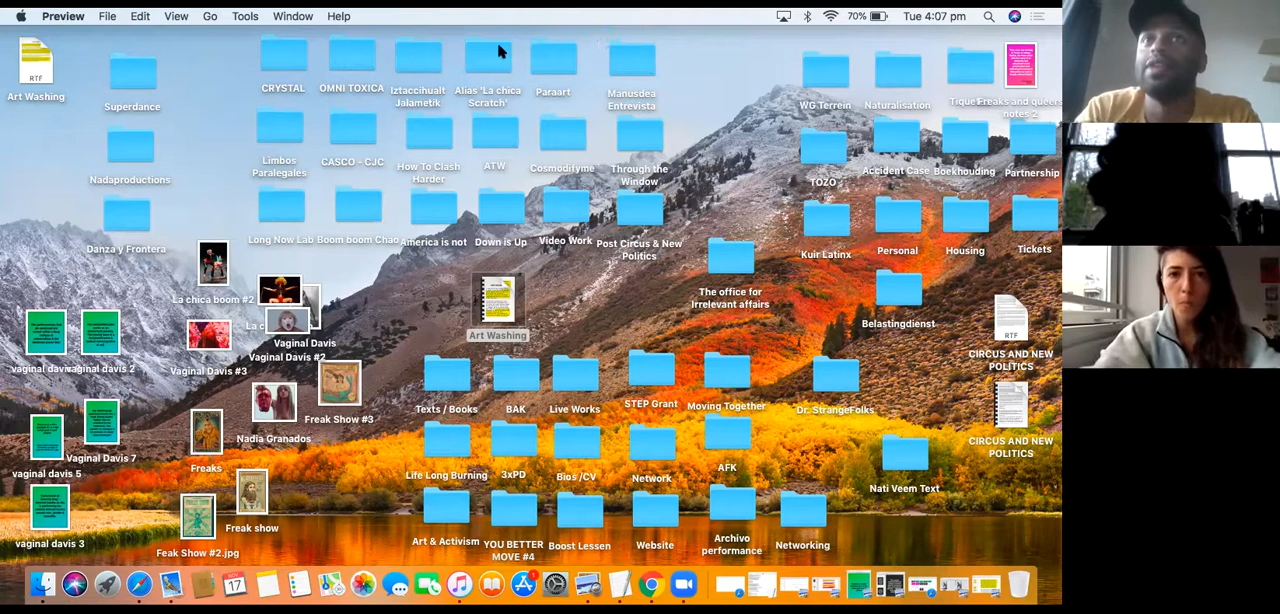 Preview File Edit View Go Tools Window Help
70% Tue 4:07 pm
RTF
Art Washing
Superdance
CRYSTAL
OMNI TOXICA
Iztaccihualt
Jalametik
Alias 'La chica
Scratch'
Paraart
Manusdea
Entrevista
WG Terrein
Naturalisation
Freaks and queers
notes 2
Nadaproductions
Limbos
Paralegales
CASCO - CJC
How To Clash
Harder
ATW
Cosmodilyme
Through the
Window
TOZO
Accident Case
Boekhouding
Partnership
Danza y Frontera
Long Now Lab
Boom boom Chao
America is not
Down is Up
Video Work
Post Circus & New
Politics
Kuir Latinx
Personal
Housing
Tickets
La chica boom #2
The office for
Irrelevant affairs
Belastingdienst
Art Washing
RTF
CIRCUS AND NEW
POLITICS
vaginal davis 2
Vaginal Davis
Vaginal Davis #2
Vaginal Davis #3
Freak Show #3
Nadia Granados
Texts / Books
BAK
Live Works
STEP Grant
Moving Together
Dr. StrangeFolks
CIRCUS AND NEW
POLITICS
vaginal davis 5
Vaginal Davis 7
Freaks
Life Long Burning
3xPD
Bios /CV
Network
AFK
Nati Veem Text
vaginal davis 3
Freak show
Feak Show #2.jpg
Art & Activism
YOU BETTER
MOVE #4
Boost Lessen
Website
Archivo
performance
Networking
NOV
17
1